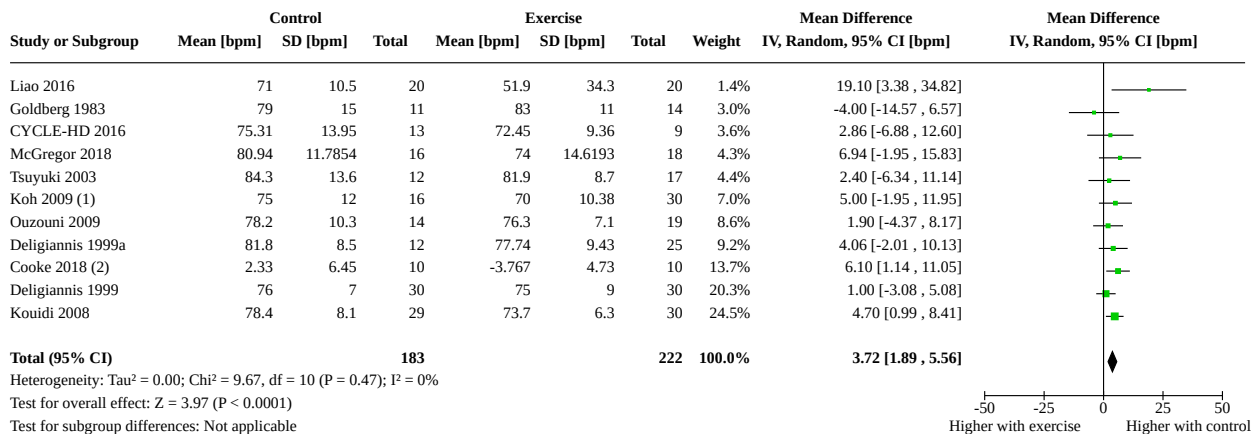 Control Exercise Mean Difference Mean Difference
Study or Subgroup Mean [bpm] SD [bpm] Total Mean [bpm] SD [bpm] Total Weight IV, Random, 95% CI [bpm] IV, Random, 95% CI [bpm]
Liao 2016 71 10.5 20 51.9 34.3 20 1.4% 19.10 [3.38 , 34.82]
Goldberg 1983 79 15 11 83 11 14 3.0% -4.00 [-14.57 , 6.57]
CYCLE-HD 2016 75.31 13.95 13 72.45 9.36 9 3.6% 2.86 [-6.88 , 12.60]
McGregor 2018 80.94 11.7854 16 74 14.6193 18 4.3% 6.94 [-1.95 , 15.83]
Tsuyuki 2003 84.3 13.6 12 81.9 8.7 17 4.4% 2.40 [-6.34 , 11.14]
Koh 2009 (1) 75 12 16 70 10.38 30 7.0% 5.00 [-1.95 , 11.95]
Ouzouni 2009 78.2 10.3 14 76.3 7.1 19 8.6% 1.90 [-4.37 , 8.17]
Deligiannis 1999a 81.8 8.5 12 77.74 9.43 25 9.2% 4.06 [-2.01 , 10.13]
Cooke 2018 (2) 2.33 6.45 10 -3.767 4.73 10 13.7% 6.10 [1.14 , 11.05]
Deligiannis 1999 76 7 30 75 9 30 20.3% 1.00 [-3.08 , 5.08]
Kouidi 2008 78.4 8.1 29 73.7 6.3 30 24.5% 4.70 [0.99 , 8.41]
Total (95% CI) 183 222 100.0% 3.72 [1.89 , 5.56]
Heterogeneity: Tau² = 0.00; Chi² = 9.67, df = 10 (P = 0.47); I² = 0%
Test for overall effect: Z = 3.97 (P < 0.0001)
Test for subgroup differences: Not applicable
-50 -25 0 25 50
Higher with exercise Higher with control